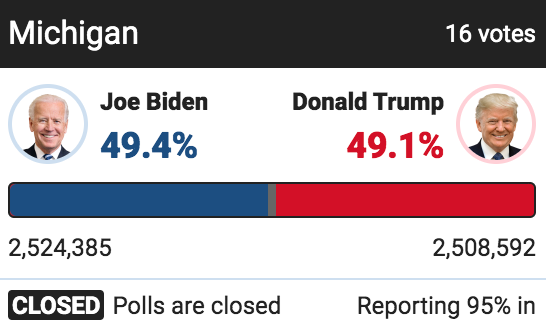 Michigan 16 votes
Joe Biden Donald Trump
49.4% 49.1%
2,524,385 2,508,592
CLOSED Polls are closed Reporting 95% in